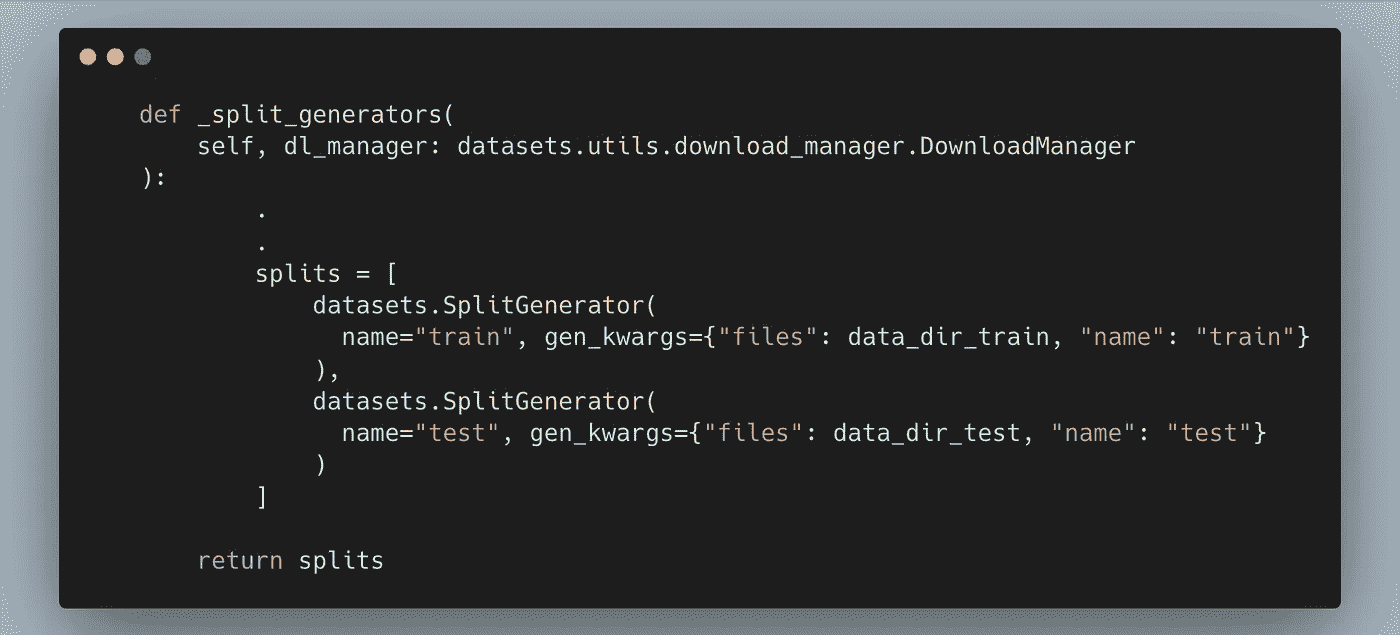 def _split_generators(
    self, dl_manager: datasets.utils.download_manager.DownloadManager
):
        .
        .
        splits = [
            datasets.SplitGenerator(
              name="train", gen_kwargs={"files": data_dir_train, "name": "train"}
            ),
            datasets.SplitGenerator(
              name="test", gen_kwargs={"files": data_dir_test, "name": "test"}
            )
        ]

    return splits